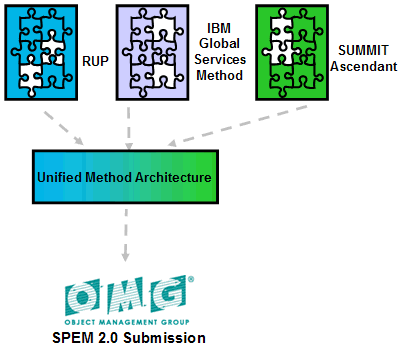 RUP
IBM
Global
Services
Method
SUMMIT
Ascendant
Unified Method Architecture
OMG®
OBJECT MANAGEMENT GROUP
SPEM 2.0 Submission